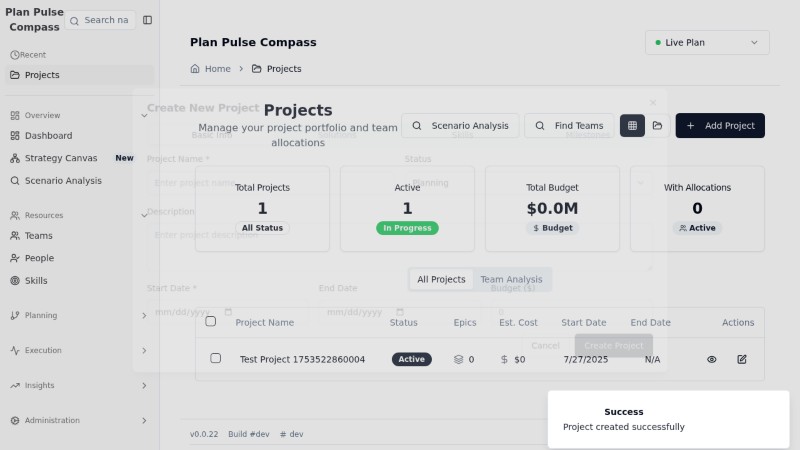 Plan Pulse
Compass
Search na
Recent
Projects
Overview
Dashboard
Strategy Canvas New
Scenario Analysis
Resources
Teams
People
Skills
Planning
Execution
Insights
Administration
Plan Pulse Compass
Live Plan
Home
Projects
Create New Project
Projects
Manage your project portfolio and team
allocations
Scenario Analysis
Find Teams
Add Project
Basic Info
Skills
Milestones
Project Name *
Status
Enter project name
Planning
Description
Enter project description
Start Date *
End Date
Budget ($)
mm/dd/yyyy
mm/dd/yyyy
Cancel
Create Project
Total Projects
1
All Status
Active
1
In Progress
Total Budget
$0.0M
$ Budget
With Allocations
0
Active
All Projects
Team Analysis
Project Name Status Epics Est. Cost Start Date End Date Actions
Test Project 1753522860004 Active 0 $0 7/27/2025 N/A
v0.0.22 Build #dev # dev
Success
Project created successfully